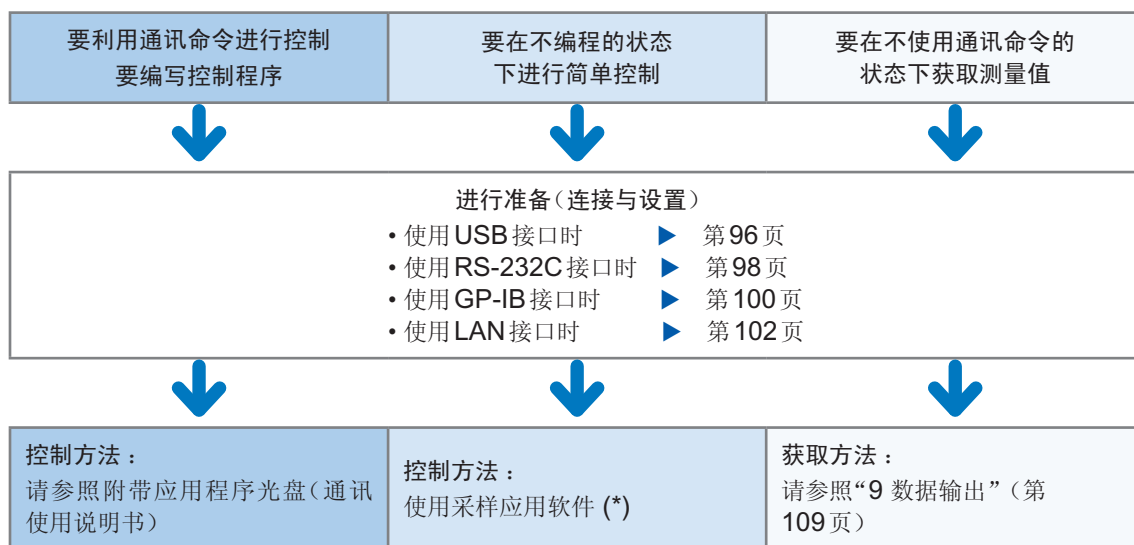 要利用通讯命令进行控制
要编写控制程序
要在不编程的状态
下进行简单控制
要在不使用通讯命令的
状态下获取测量值
进行准备（连接与设置）
• 使用USB接口时 ▶ 第96页
• 使用RS-232C接口时 ▶ 第98页
• 使用GP-IB接口时 ▶ 第100页
• 使用LAN接口时 ▶ 第102页
控制方法：
请参照附带应用程序光盘（通讯
使用说明书）
控制方法：
使用采样应用软件 (*)
获取方法：
请参照“9 数据输出”（第
109页）